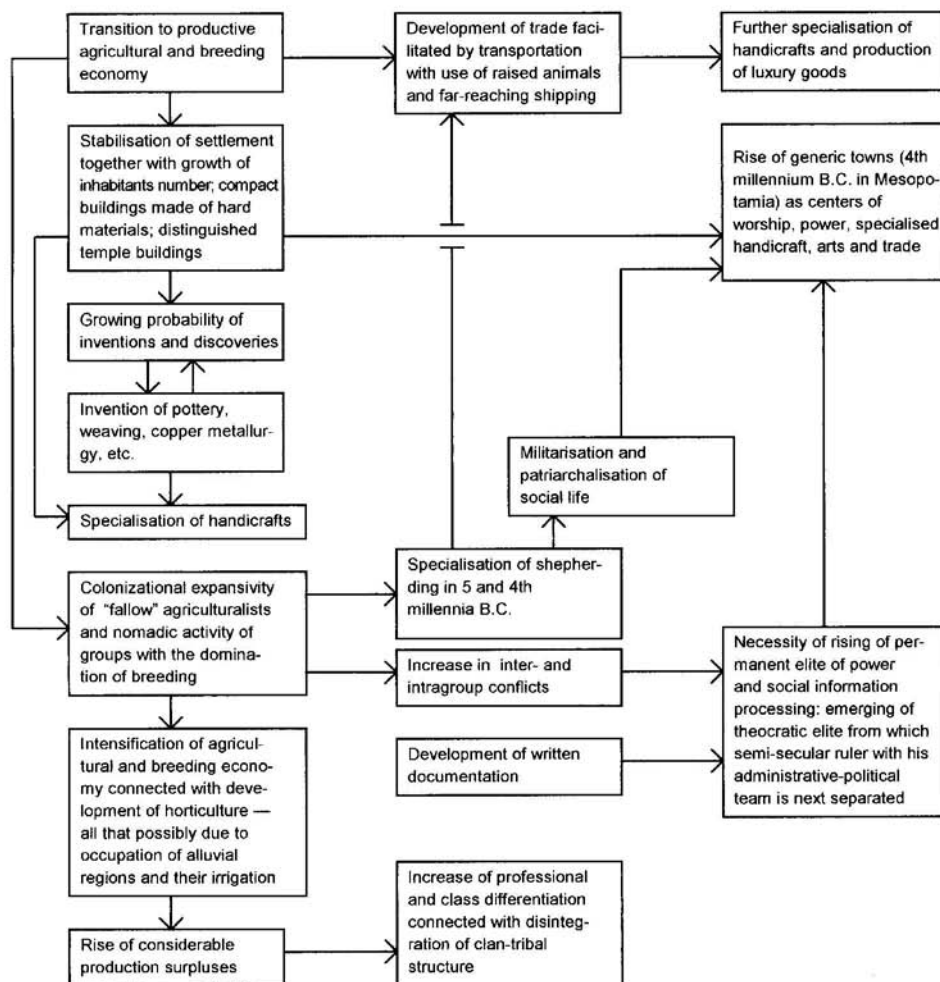 Transition to productive
agricultural and breeding
economy
Development of trade faci-
litated by transportation
with use of raised animals
and far-reaching shipping
Further specialisation of
handicrafts and production
of luxury goods
Stabilisation of settlement
together with growth of
inhabitants number; compact
buildings made of hard
materials; distinguished
temple buildings
Rise of generic towns (4th
millennium B.C. in Mesopo-
tamia) as centers of
worship, power, specialised
handicraft, arts and trade
Growing probability of
inventions and discoveries
Invention of pottery,
weaving, copper metallur-
gy, etc.
Militarisation and
patriarchalisation of
social life
Specialisation of handicrafts
Colonizational expansivity
of "fallow" agriculturalists
and nomadic activity of
groups with the domina-
tion of breeding
Specialisation of shepher-
ding in 5 and 4th
millennia B.C.
Increase in inter- and
intragroup conflicts
Necessity of rising of per-
manent elite of power
and social information
processing: emerging of
theocratic elite from which
semi-secular ruler with his
administrative-political
team is next separated
Development of written
documentation
Intensification of agricul-
tural and breeding econo-
my connected with deve-
lopment of horticulture —
all that possibly due to
occupation of alluvial
regions and their irrigation
Increase of professional
and class differentiation
connected with disinteg-
ration of clan-tribal
structure
Rise of considerable
production surpluses